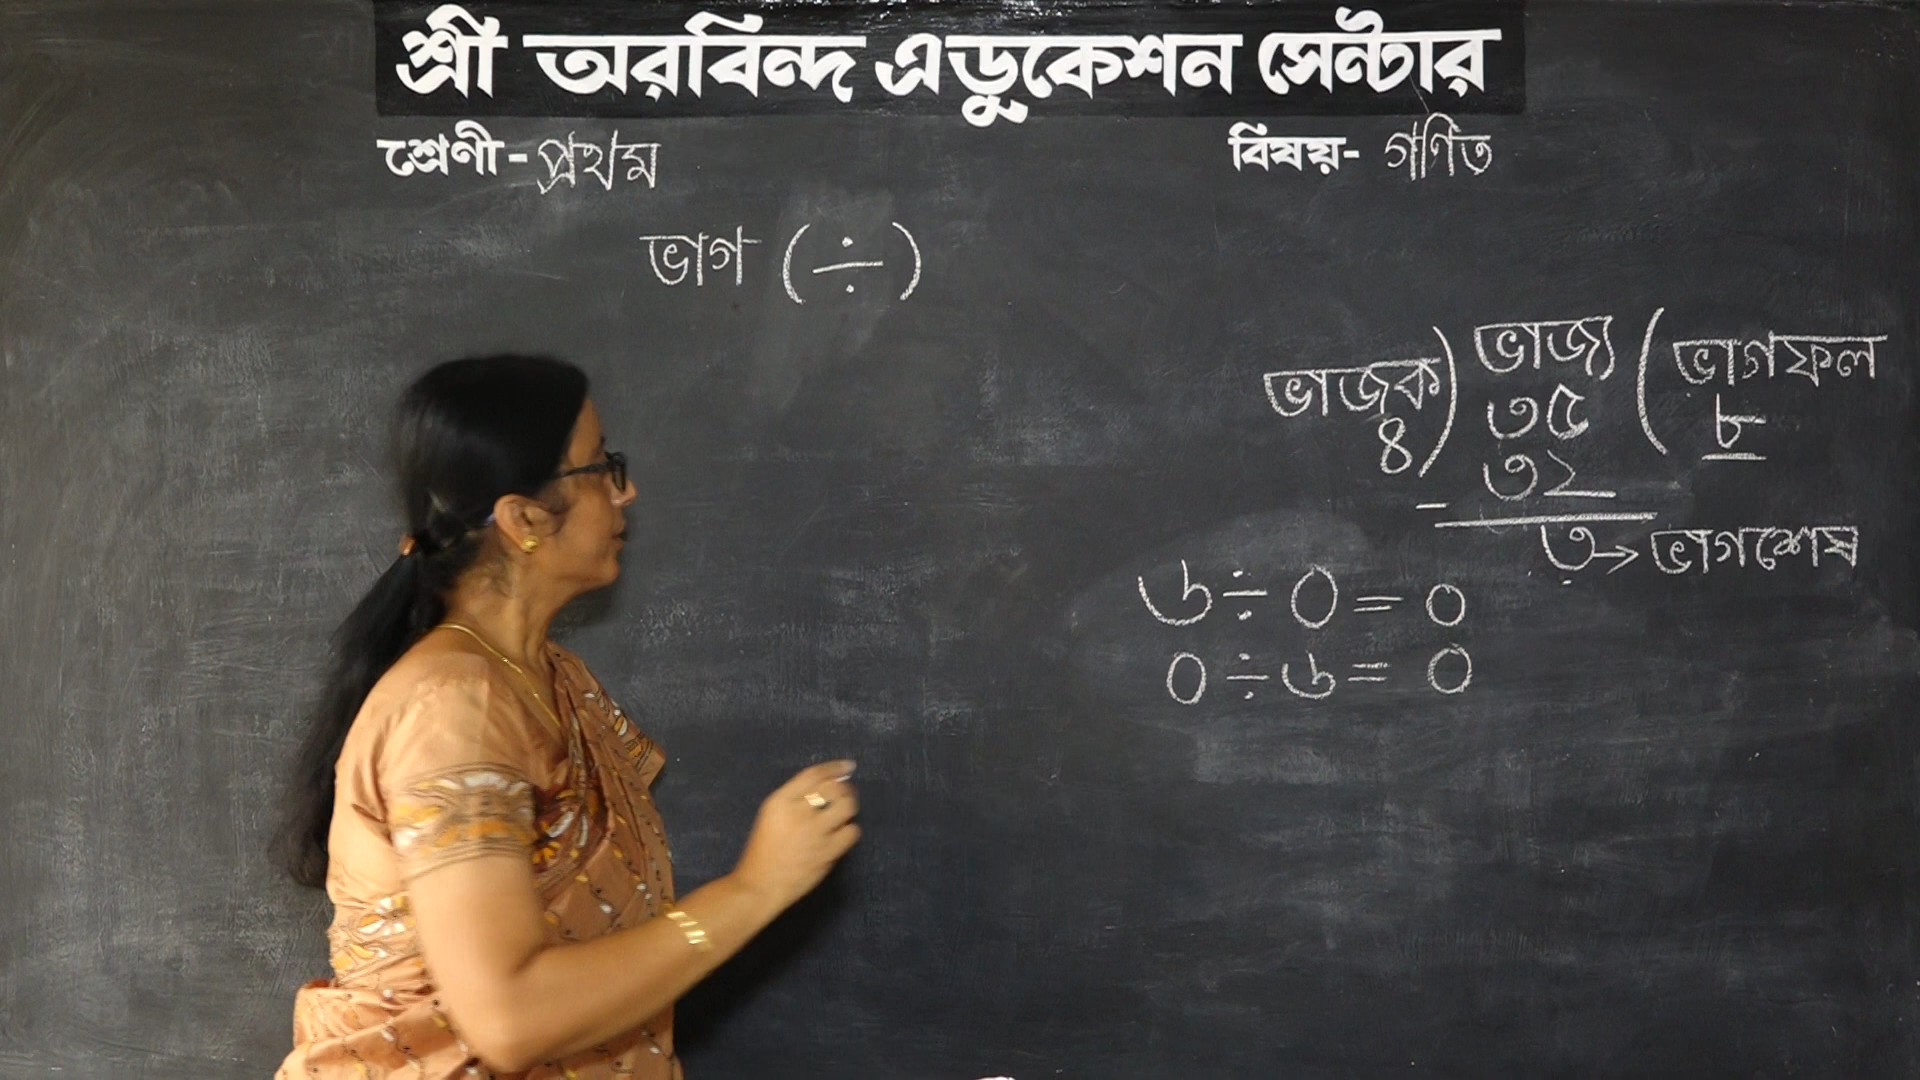 শ্রী অরবিন্দ এডুকেশন সেন্টার
শ্রেণী- প্রথম
বিষয়- গণিত
ভাগ (÷)
ভাজক) ভাজ্য (ভাগফল
৪) ৩৫ ( ৮
- ৩২
৩→ ভাগশেষ
৬ ÷ ০ = ০
০ ÷ ৬ = ০